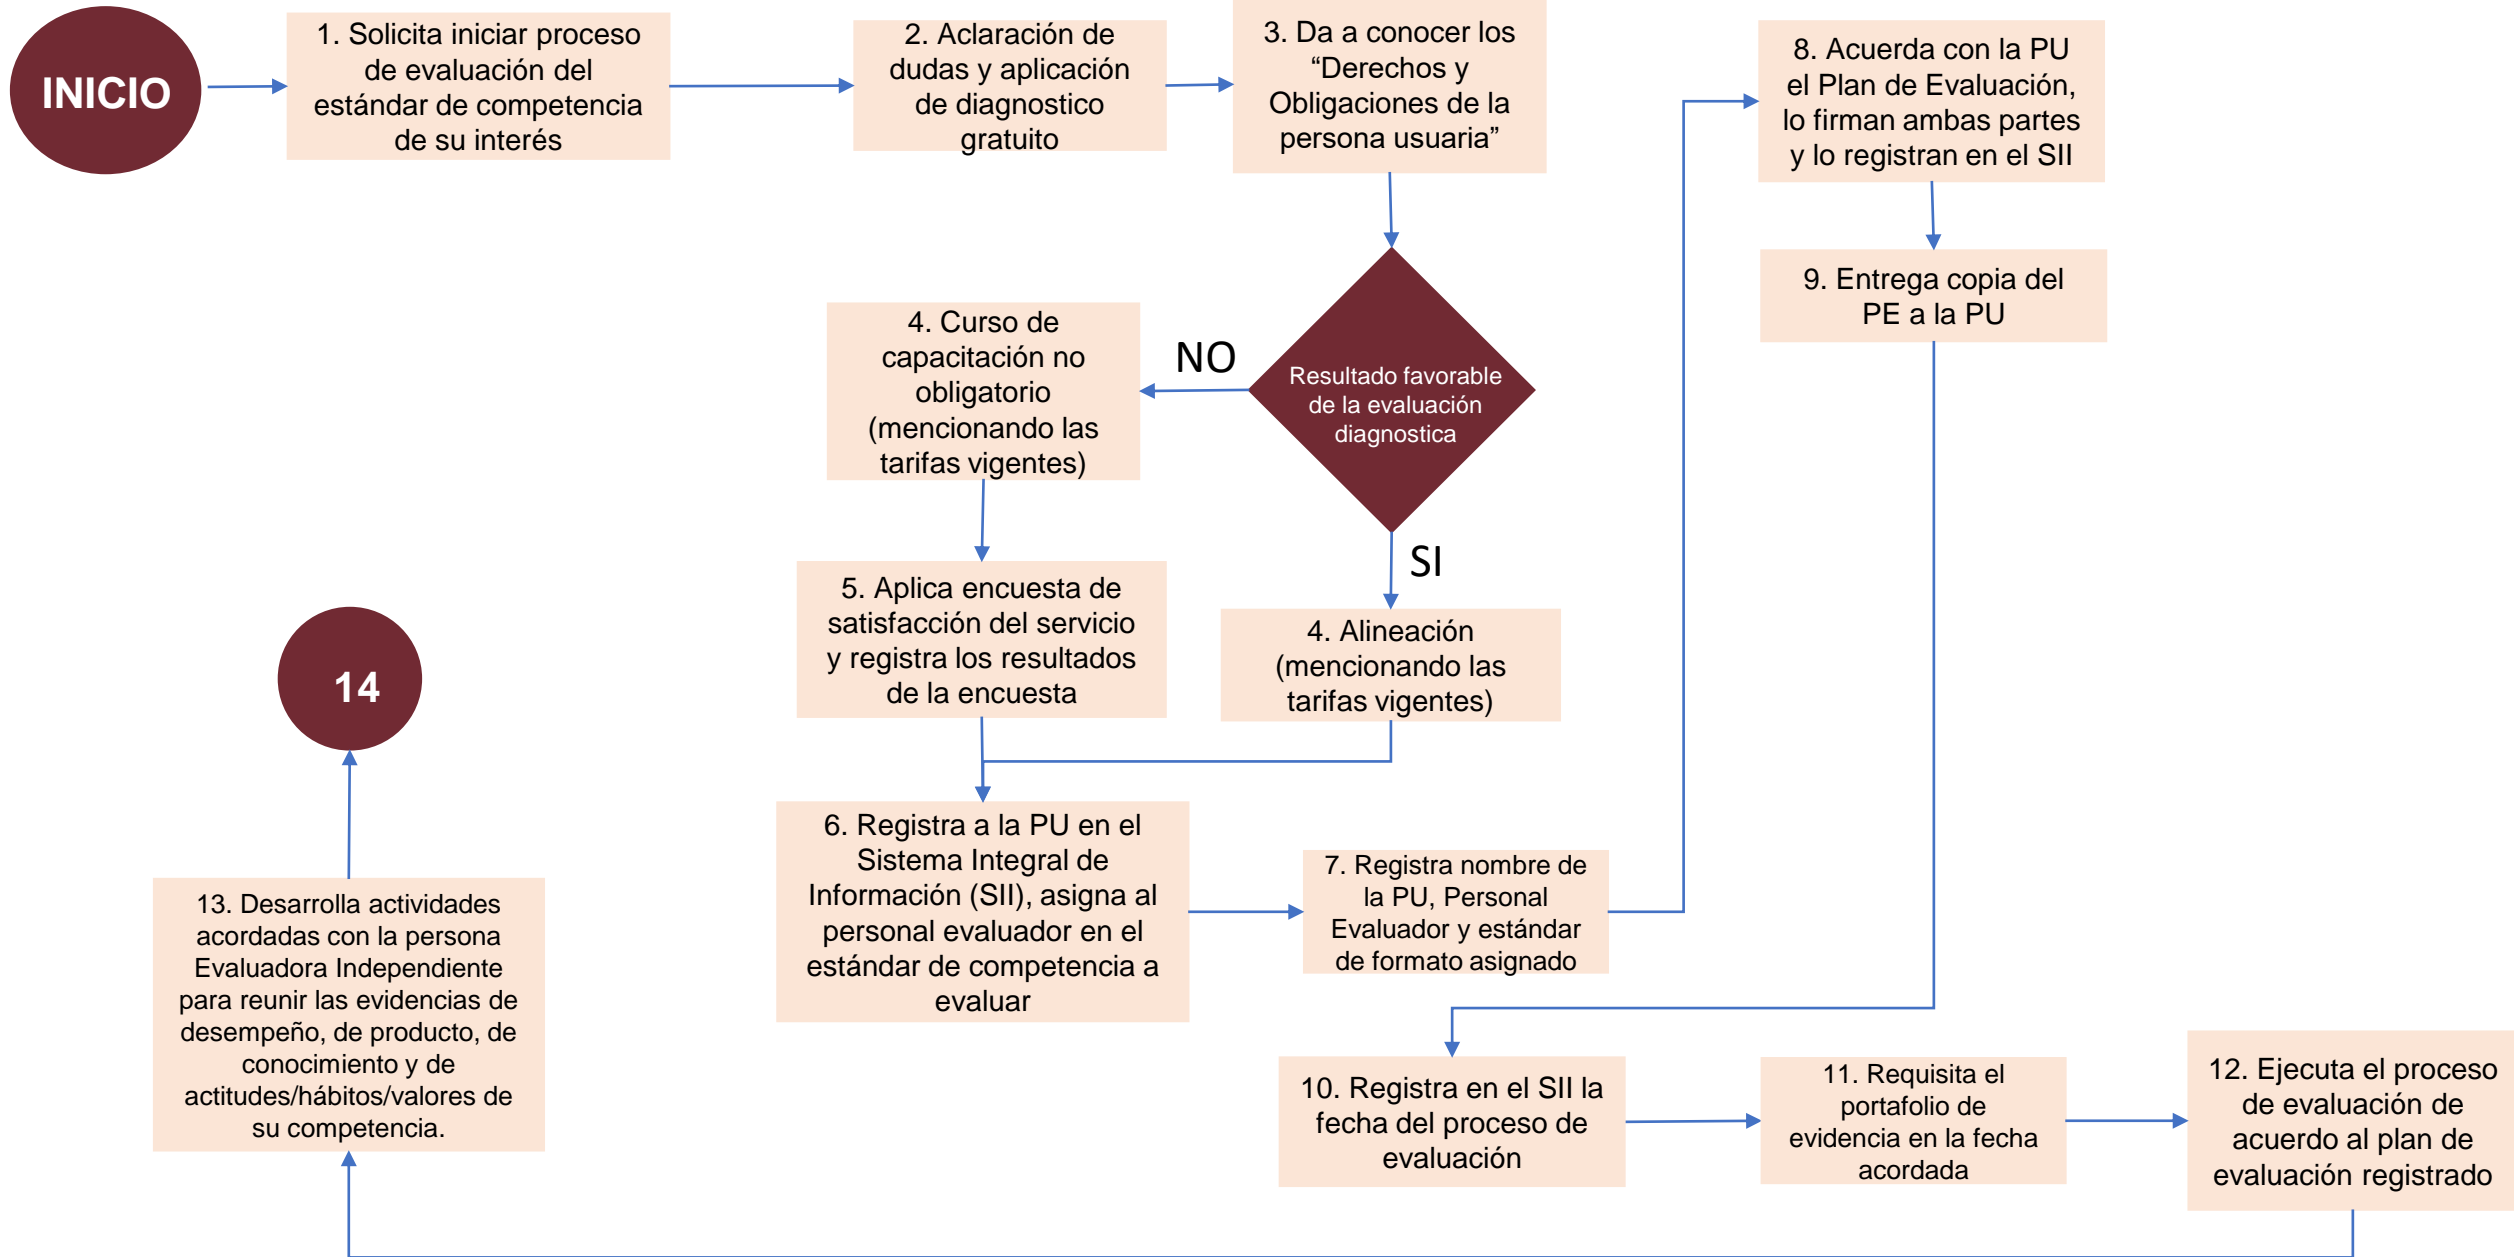 INICIO
1. Solicita iniciar proceso
de evaluación del
estándar de competencia
de su interés
2. Aclaración de
dudas y aplicación
de diagnostico
gratuito
3. Da a conocer los
“Derechos y
Obligaciones de la
persona usuaria”
Resultado favorable
de la evaluación
diagnostica
NO
4. Curso de
capacitación no
obligatorio
(mencionando las
tarifas vigentes)
5. Aplica encuesta de
satisfacción del servicio
y registra los resultados
de la encuesta
SI
4. Alineación
(mencionando las
tarifas vigentes)
6. Registra a la PU en el
Sistema Integral de
Información (SII), asigna al
personal evaluador en el
estándar de competencia a
evaluar
7. Registra nombre de
la PU, Personal
Evaluador y estándar
de formato asignado
8. Acuerda con la PU
el Plan de Evaluación,
lo firman ambas partes
y lo registran en el SII
9. Entrega copia del
PE a la PU
10. Registra en el SII la
fecha del proceso de
evaluación
11. Requisita el
portafolio de
evidencia en la fecha
acordada
12. Ejecuta el proceso
de evaluación de
acuerdo al plan de
evaluación registrado
13. Desarrolla actividades
acordadas con la persona
Evaluadora Independiente
para reunir las evidencias de
desempeño, de producto, de
conocimiento y de
actitudes/hábitos/valores de
su competencia.
14